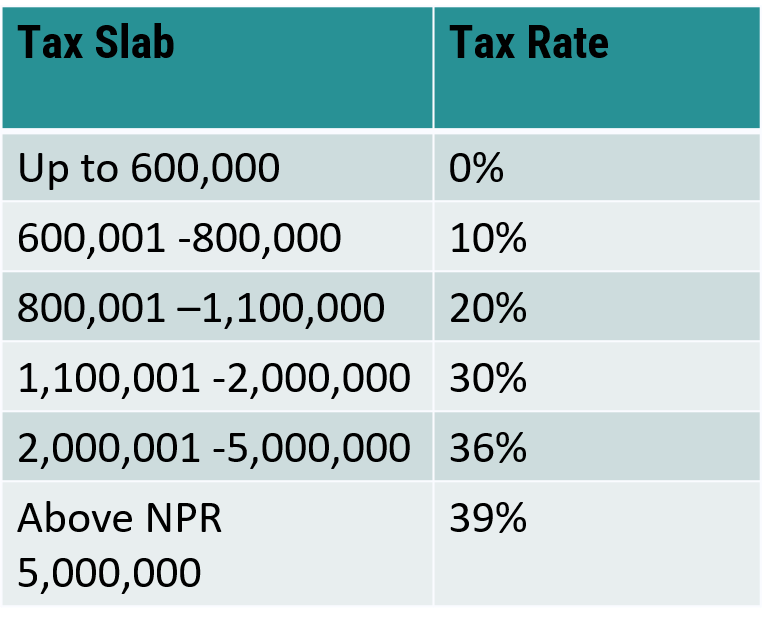 Tax Slab Tax Rate
Up to 600,000 0%
600,001 -800,000 10%
800,001 –1,100,000 20%
1,100,001 -2,000,000 30%
2,000,001 -5,000,000 36%
Above NPR 39%
5,000,000